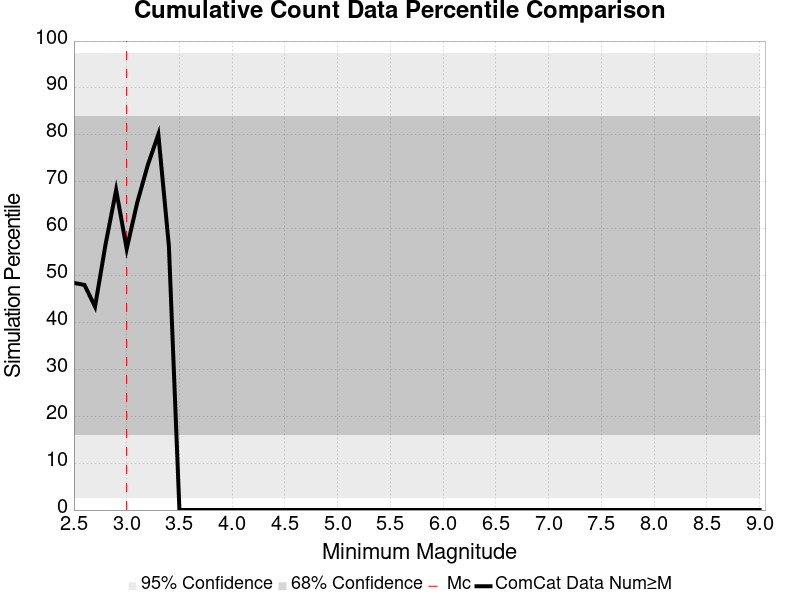 Cumulative Count Data Percentile Comparison
100
90
80
70
60
50
40
30
20
10
0
Simulation Percentile
2.5 3.0 3.5 4.0 4.5 5.0 5.5 6.0 6.5 7.0 7.5 8.0 8.5 9.0
Minimum Magnitude
95% Confidence 68% Confidence Mc ComCat Data Num≥M